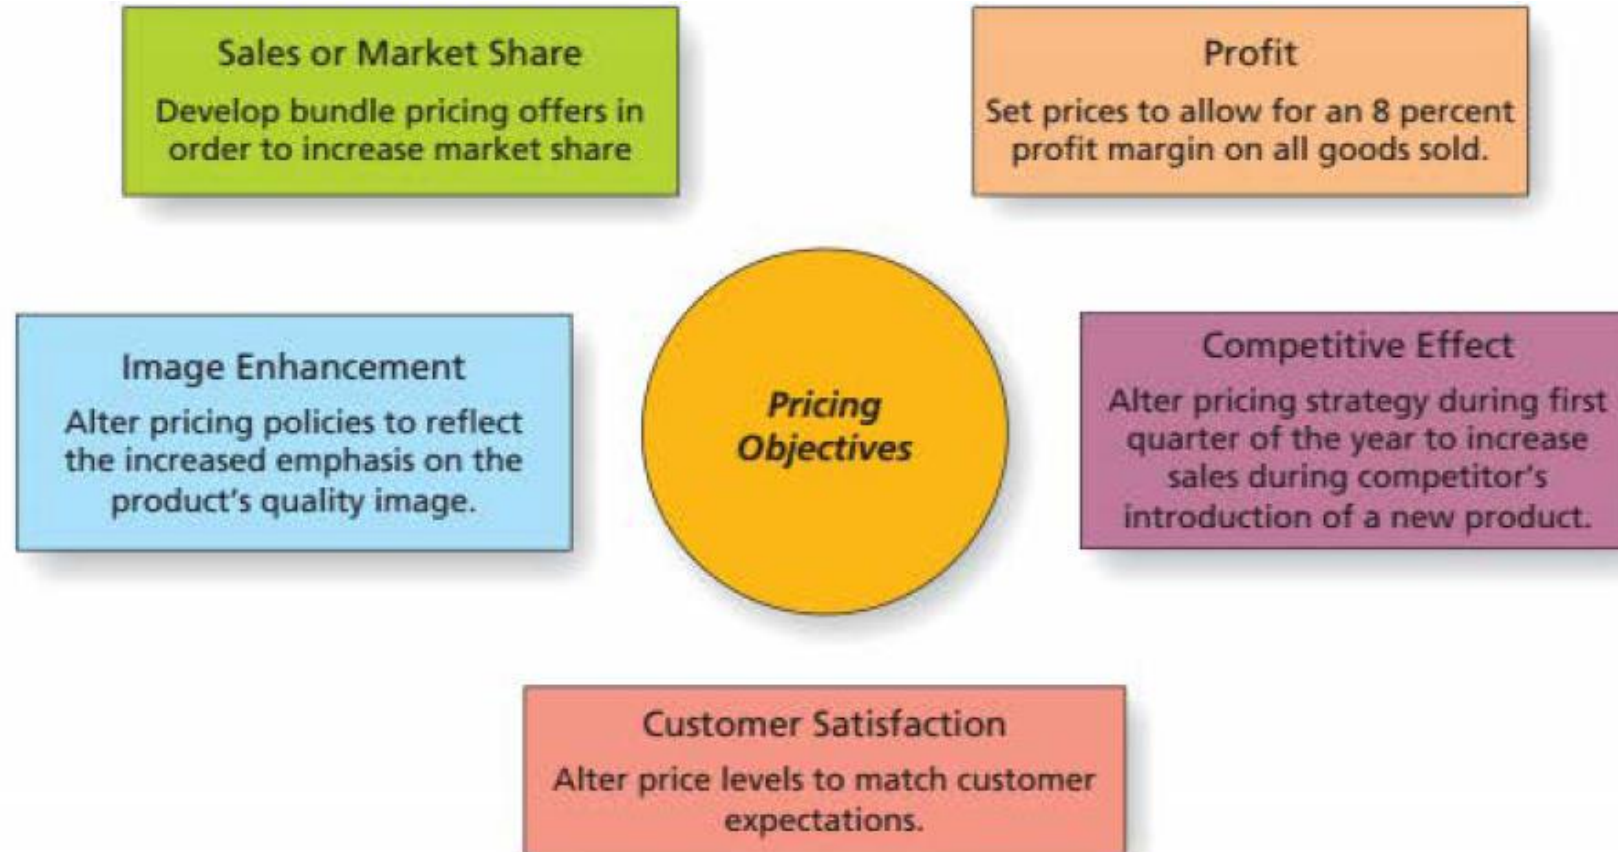 Sales or Market Share
Develop bundle pricing offers in
order to increase market share
Profit
Set prices to allow for an 8 percent
profit margin on all goods sold.
Image Enhancement
Alter pricing policies to reflect
the increased emphasis on the
product's quality image.
Pricing
Objectives
Competitive Effect
Alter pricing strategy during first
quarter of the year to increase
sales during competitor's
introduction of a new product.
Customer Satisfaction
Alter price levels to match customer
expectations.